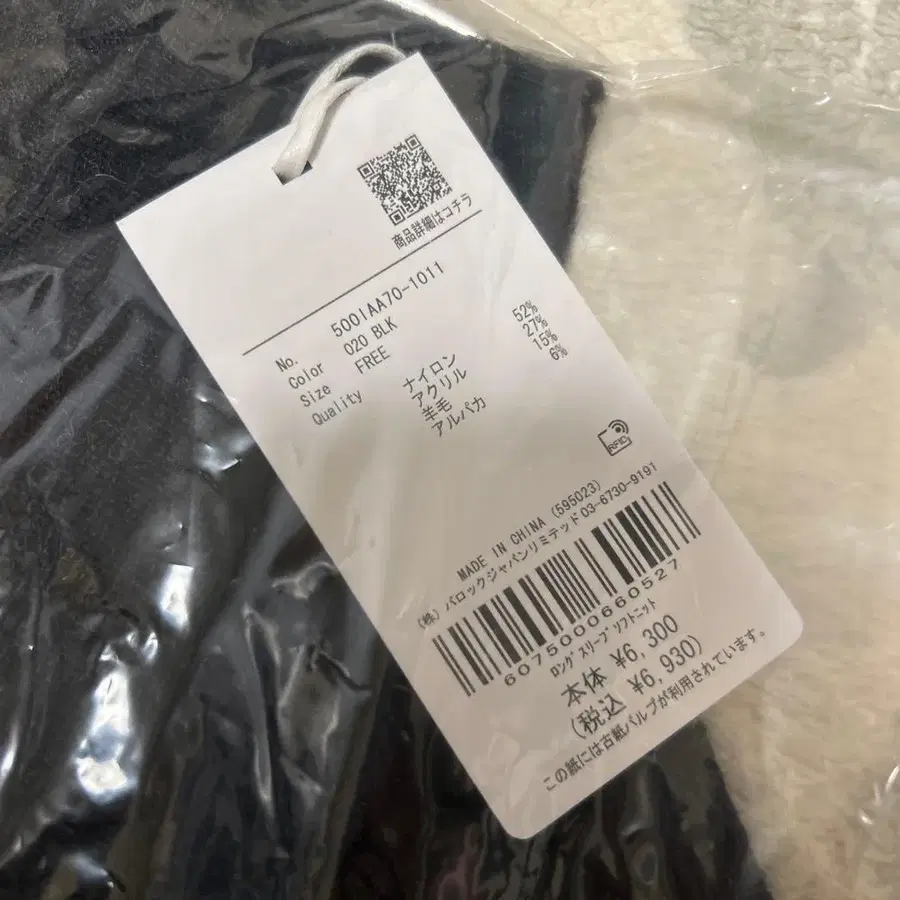 商品詳細はコチラ
No. 500IAA70-1011
Color 020 BLK
Size FREE
Quality ナイロン 52%
アクリル 27%
羊毛 15%
アルパカ 6%
RFID
MADE IN CHINA (595023)
(株)バロックジャパンリミテッド03-6730-9191
6075000660527
ロングスリーブソフトニット
本体 ¥6,300
(税込 ¥6,930)
この紙には古紙パルプが利用されています。